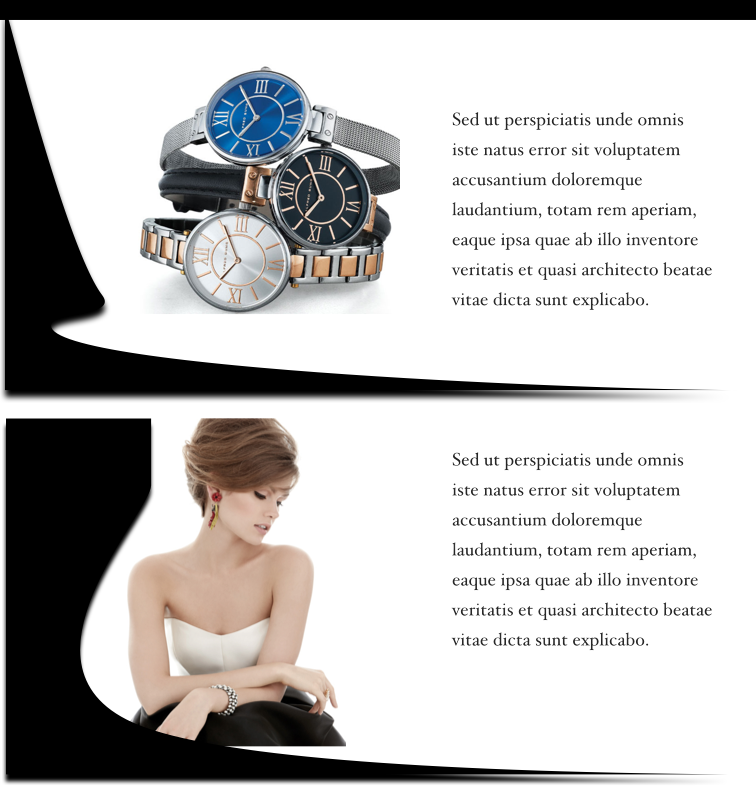 Sed ut perspiciatis unde omnis
iste natus error sit voluptatem
accusantium doloremque
laudantium, totam rem aperiam,
eaque ipsa quae ab illo inventore
veritatis et quasi architecto beatae
vitae dicta sunt explicabo.
Sed ut perspiciatis unde omnis
iste natus error sit voluptatem
accusantium doloremque
laudantium, totam rem aperiam,
eaque ipsa quae ab illo inventore
veritatis et quasi architecto beatae
vitae dicta sunt explicabo.